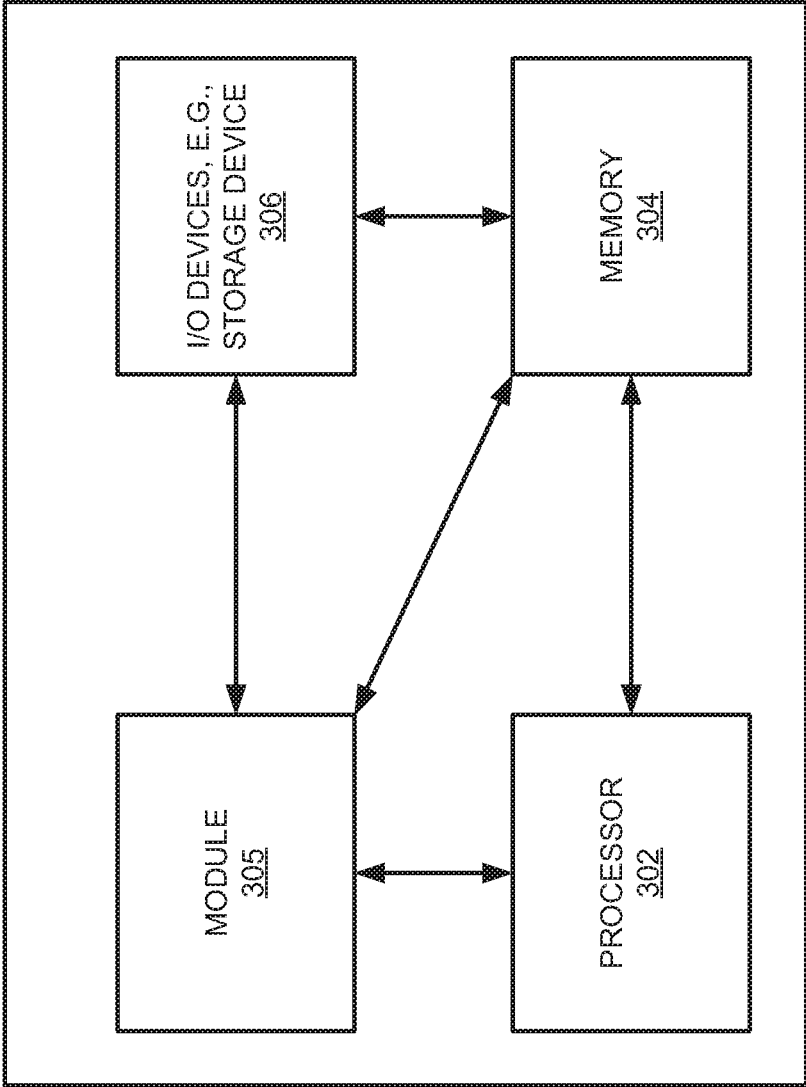 MODULE
305
I/O DEVICES, E.G.,
STORAGE DEVICE
306
PROCESSOR
302
MEMORY
304